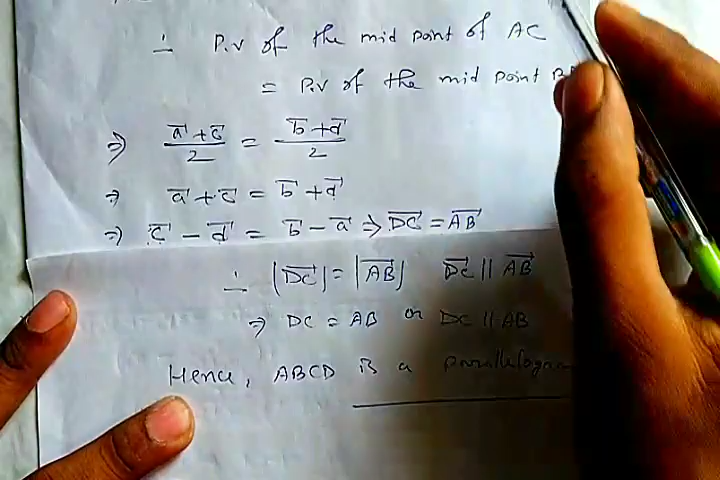 ∴ P.v of the mid point of AC
= P.v of the mid point
⇒ (a⃗ + c⃗)/2 = (b⃗ + d⃗)/2
⇒ a⃗ + c⃗ = b⃗ + d⃗
⇒ c⃗ − d⃗ = b⃗ − a⃗ ⇒ DC⃗ = AB⃗
∴ |DC⃗| = |AB⃗| DC⃗ || AB⃗
⇒ DC = AB or DC || AB
Hence, ABCD is a